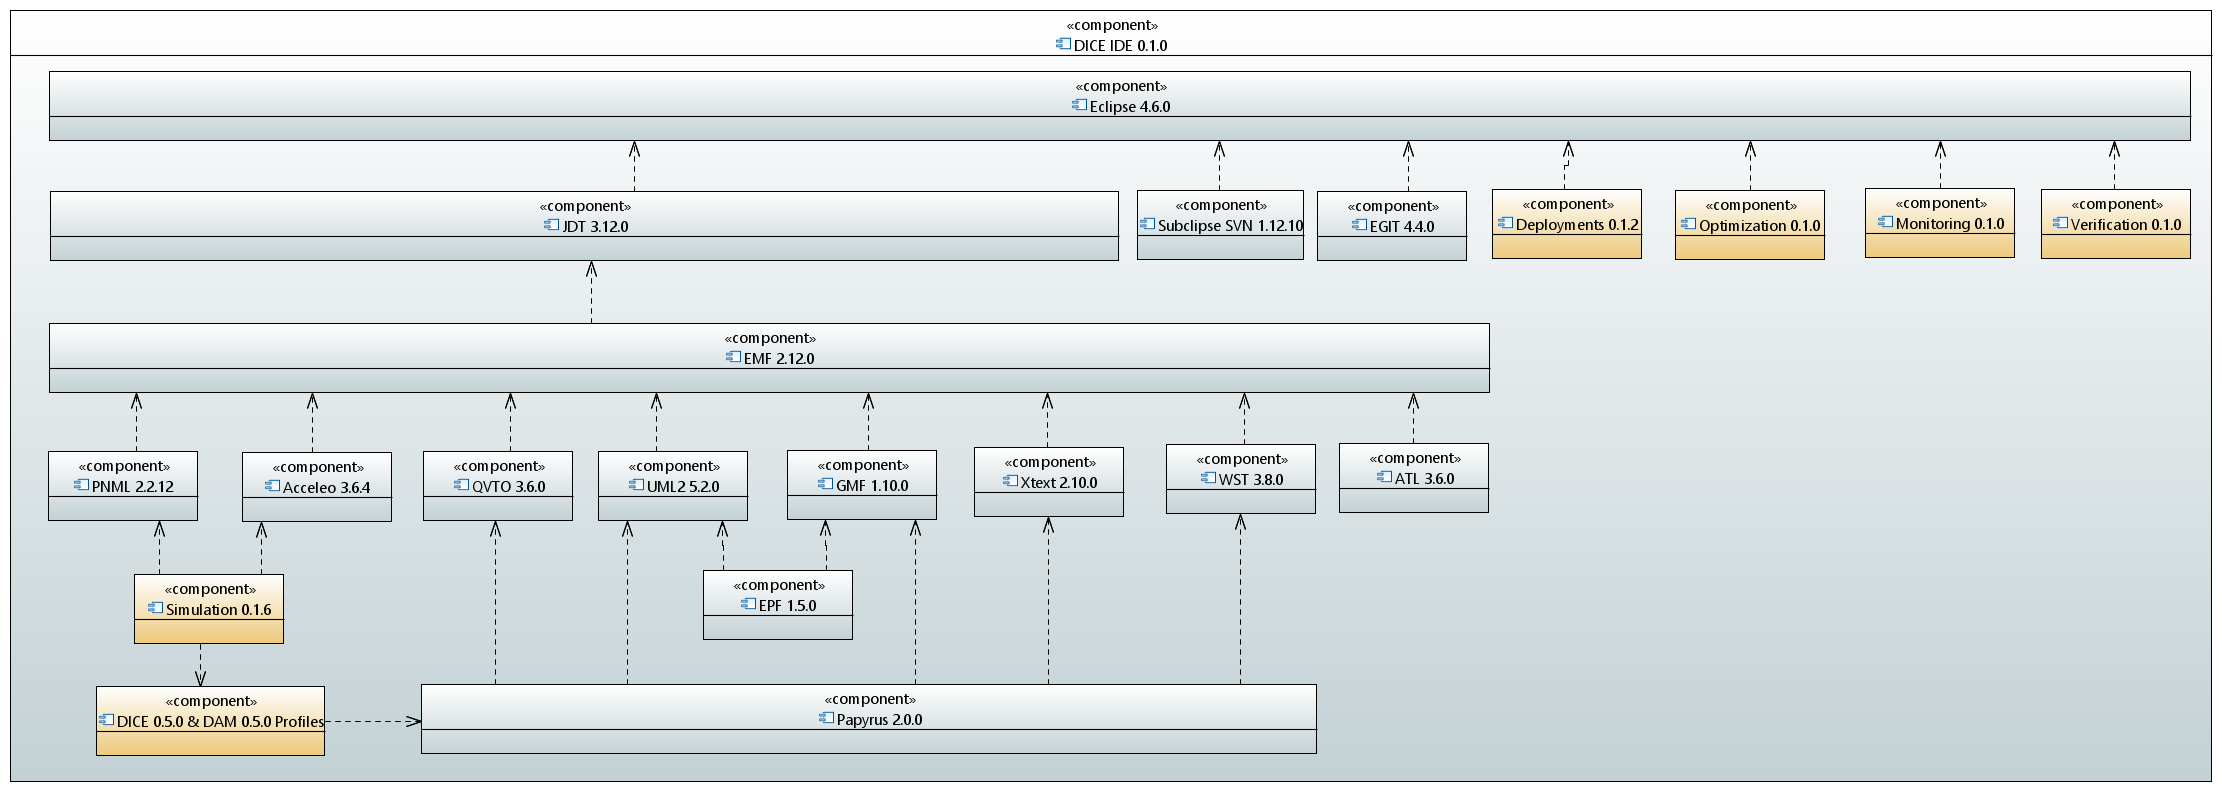 «component»
DICE IDE 0.1.0
«component»
Eclipse 4.6.0
«component»
JDT 3.12.0
«component»
Subclipse SVN 1.12.10
«component»
EGIT 4.4.0
«component»
Deployments 0.1.2
«component»
Optimization 0.1.0
«component»
Monitoring 0.1.0
«component»
Verification 0.1.0
«component»
EMF 2.12.0
«component»
PNML 2.2.12
«component»
Acceleo 3.6.4
«component»
QVTO 3.6.0
«component»
UML2 5.2.0
«component»
GMF 1.10.0
«component»
Xtext 2.10.0
«component»
WST 3.8.0
«component»
ATL 3.6.0
«component»
Simulation 0.1.6
«component»
EPF 1.5.0
«component»
DICE 0.5.0 & DAM 0.5.0 Profiles
«component»
Papyrus 2.0.0